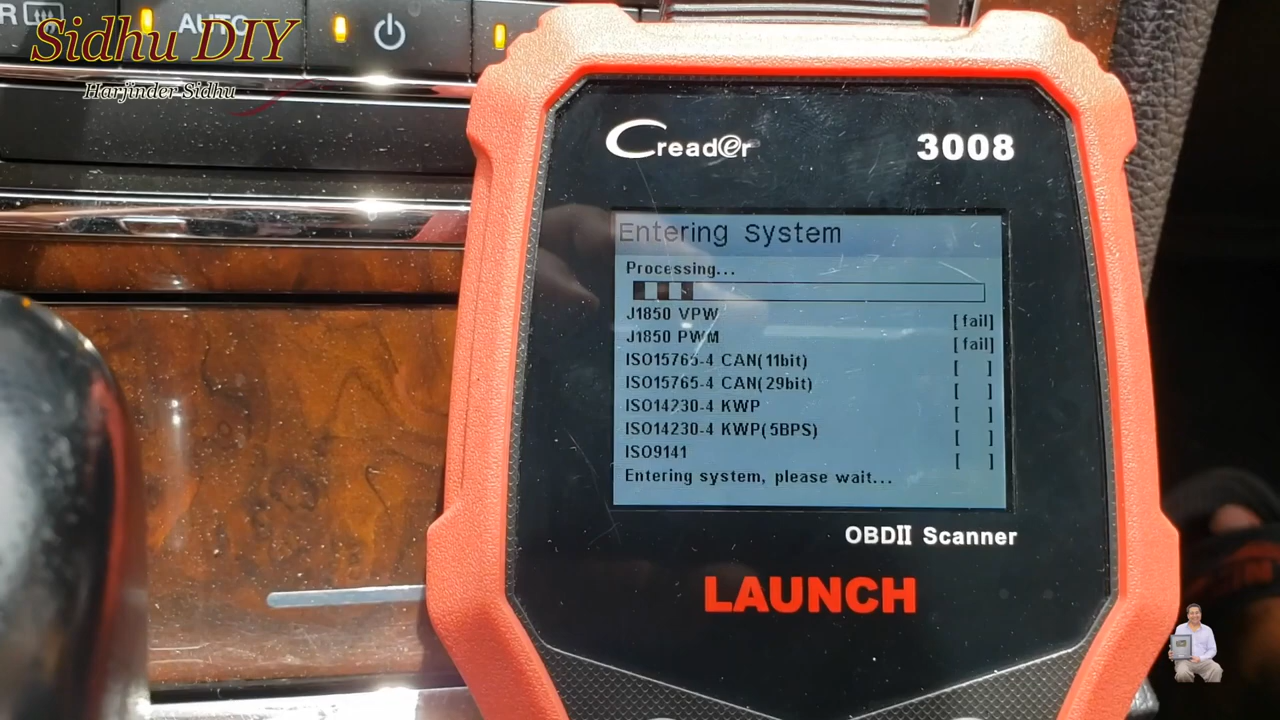 R
AUTO
Sidhu DIY
Harjinder Sidhu
Creader
3008
Entering System
Processing...
J1850 VPW [fail]
J1850 PWM [fail]
ISO15765-4 CAN(11bit) [ ]
ISO15765-4 CAN(29bit) [ ]
ISO14230-4 KWP [ ]
ISO14230-4 KWP(5BPS) [ ]
ISO9141 [ ]
Entering system, please wait...
OBDII Scanner
LAUNCH